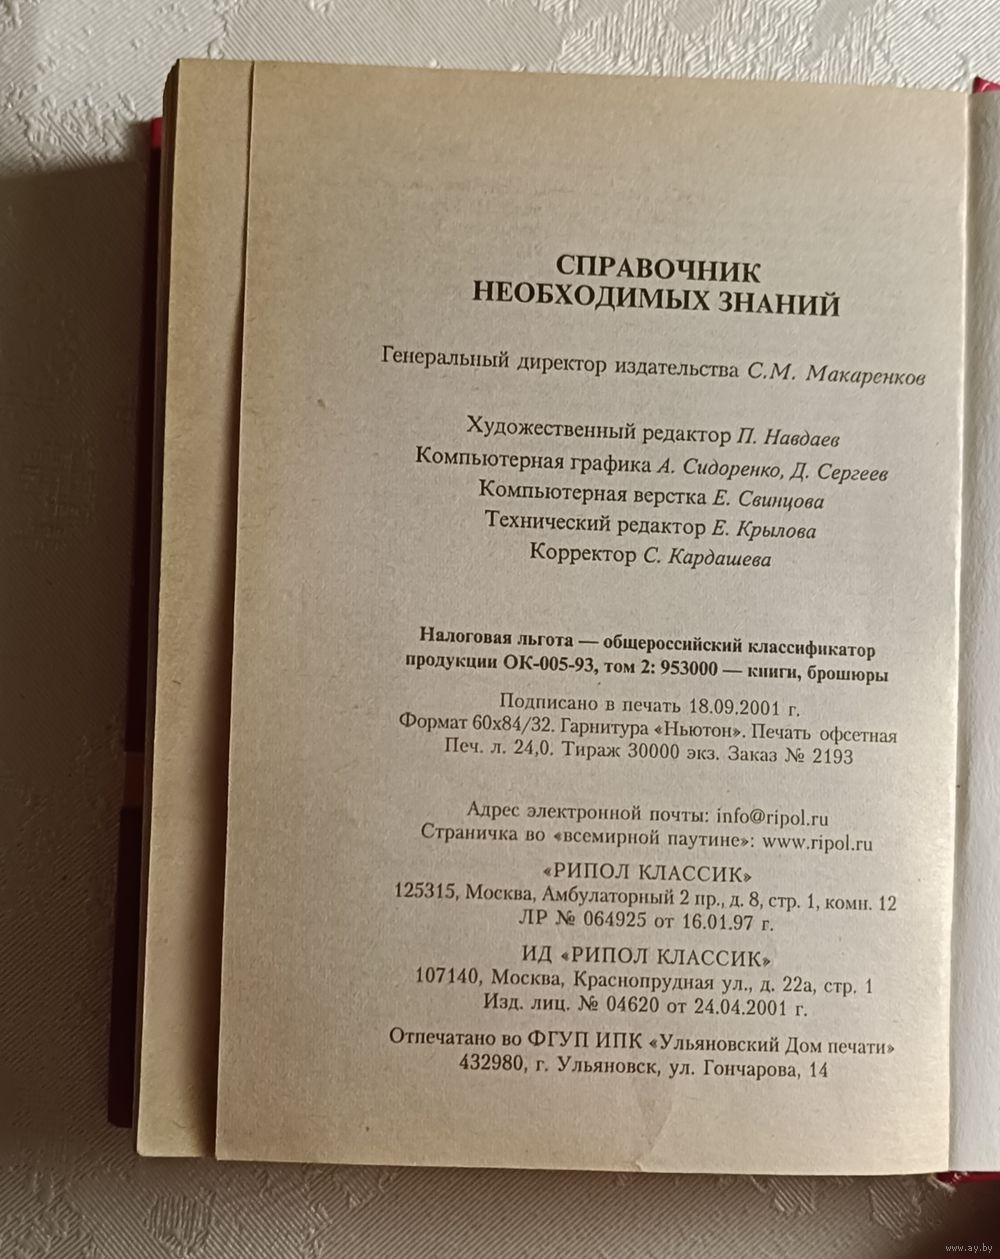 СПРАВОЧНИК
НЕОБХОДИМЫХ ЗНАНИЙ
Генеральный директор издательства С.М. Макаренков
Художественный редактор П. Навдаев
Компьютерная графика А. Сидоренко, Д. Сергеев
Компьютерная верстка Е. Свинцова
Технический редактор Е. Крылова
Корректор С. Кардашева
Налоговая льгота — общероссийский классификатор
продукции ОК-005-93, том 2: 953000 — книги, брошюры
Подписано в печать 18.09.2001 г.
Формат 60х84/32. Гарнитура «Ньютон». Печать офсетная
Печ. л. 24,0. Тираж 30000 экз. Заказ № 2193
Адрес электронной почты: info@ripol.ru
Страничка во «всемирной паутине»: www.ripol.ru
«РИПОЛ КЛАССИК»
125315, Москва, Амбулаторный 2 пр., д. 8, стр. 1, комн. 12
ЛР № 064925 от 16.01.97 г.
ИД «РИПОЛ КЛАССИК»
107140, Москва, Краснопрудная ул., д. 22а, стр. 1
Изд. лиц. № 04620 от 24.04.2001 г.
Отпечатано во ФГУП ИПК «Ульяновский Дом печати»
432980, г. Ульяновск, ул. Гончарова, 14
www.ay.by